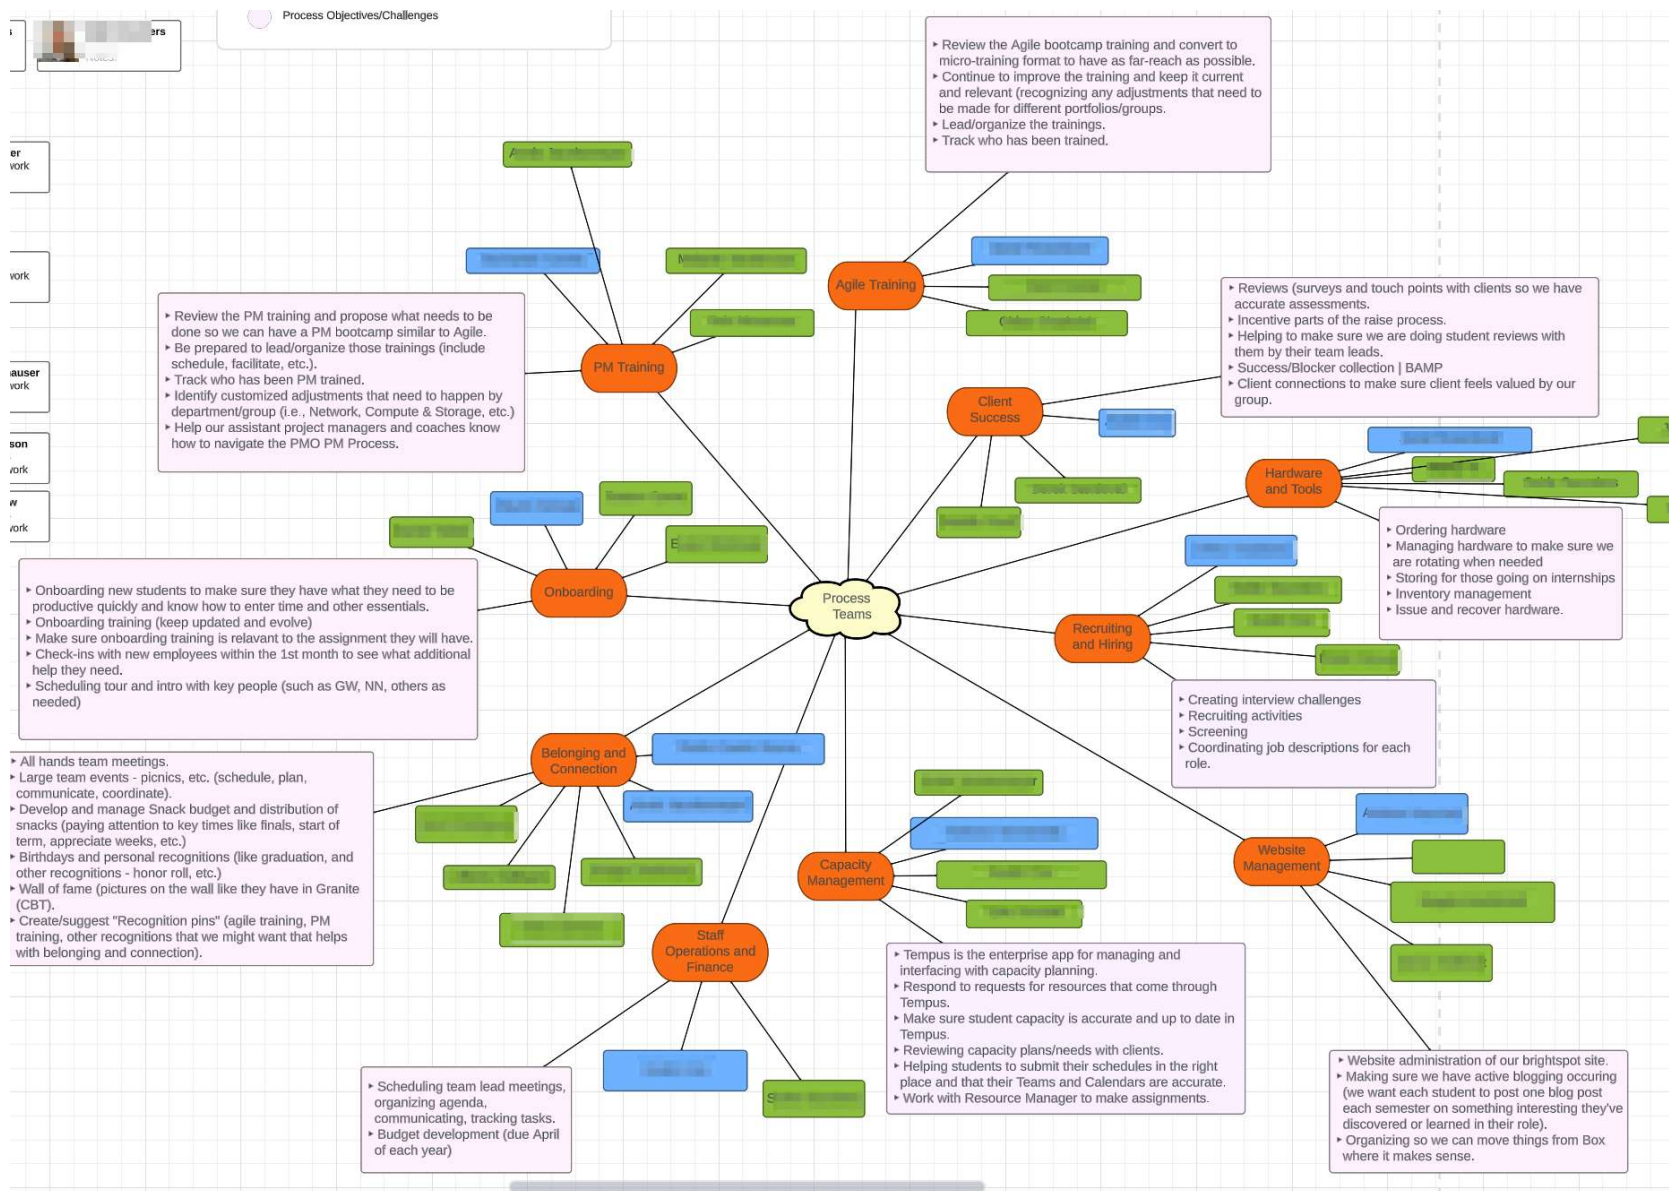 Process Objectives/Challenges
s
ers
Notes:
er
work
work
hauser
work
son
work
w
work
‣ Review the Agile bootcamp training and convert to
micro-training format to have as far-reach as possible.
‣ Continue to improve the training and keep it current
and relevant (recognizing any adjustments that need to
be made for different portfolios/groups.
‣ Lead/organize the trainings.
‣ Track who has been trained.
Agile Training
‣ Review the PM training and propose what needs to be
done so we can have a PM bootcamp similar to Agile.
‣ Be prepared to lead/organize those trainings (include
schedule, facilitate, etc.).
‣ Track who has been PM trained.
‣ Identify customized adjustments that need to happen by
department/group (i.e., Network, Compute & Storage, etc.)
‣ Help our assistant project managers and coaches know
how to navigate the PMO PM Process.
PM Training
‣ Reviews (surveys and touch points with clients so we have
accurate assessments.
‣ Incentive parts of the raise process.
‣ Helping to make sure we are doing student reviews with
them by their team leads.
‣ Success/Blocker collection | BAMP
‣ Client connections to make sure client feels valued by our
group.
Client
Success
Hardware
and Tools
‣ Ordering hardware
‣ Managing hardware to make sure we
are rotating when needed
‣ Storing for those going on internships
‣ Inventory management
‣ Issue and recover hardware.
Onboarding
‣ Onboarding new students to make sure they have what they need to be
productive quickly and know how to enter time and other essentials.
‣ Onboarding training (keep updated and evolve)
‣ Make sure onboarding training is relavant to the assignment they will have.
‣ Check-ins with new employees within the 1st month to see what additional
help they need.
‣ Scheduling tour and intro with key people (such as GW, NN, others as
needed)
Process
Teams
Recruiting
and Hiring
‣ Creating interview challenges
‣ Recruiting activities
‣ Screening
‣ Coordinating job descriptions for each
role.
Belonging and
Connection
‣ All hands team meetings.
‣ Large team events - picnics, etc. (schedule, plan,
communicate, coordinate).
‣ Develop and manage Snack budget and distribution of
snacks (paying attention to key times like finals, start of
term, appreciate weeks, etc.)
‣ Birthdays and personal recognitions (like graduation, and
other recognitions - honor roll, etc.)
‣ Wall of fame (pictures on the wall like they have in Granite
(CBT).
‣ Create/suggest "Recognition pins" (agile training, PM
training, other recognitions that we might want that helps
with belonging and connection).
Staff
Operations and
Finance
‣ Scheduling team lead meetings,
organizing agenda,
communicating, tracking tasks.
‣ Budget development (due April
of each year)
Capacity
Management
‣ Tempus is the enterprise app for managing and
interfacing with capacity planning.
‣ Respond to requests for resources that come through
Tempus.
‣ Make sure student capacity is accurate and up to date in
Tempus.
‣ Reviewing capacity plans/needs with clients.
‣ Helping students to submit their schedules in the right
place and that their Teams and Calendars are accurate.
‣ Work with Resource Manager to make assignments.
Website
Management
‣ Website administration of our brightspot site.
‣ Making sure we have active blogging occuring
(we want each student to post one blog post
each semester on something interesting they've
discovered or learned in their role).
‣ Organizing so we can move things from Box
where it makes sense.